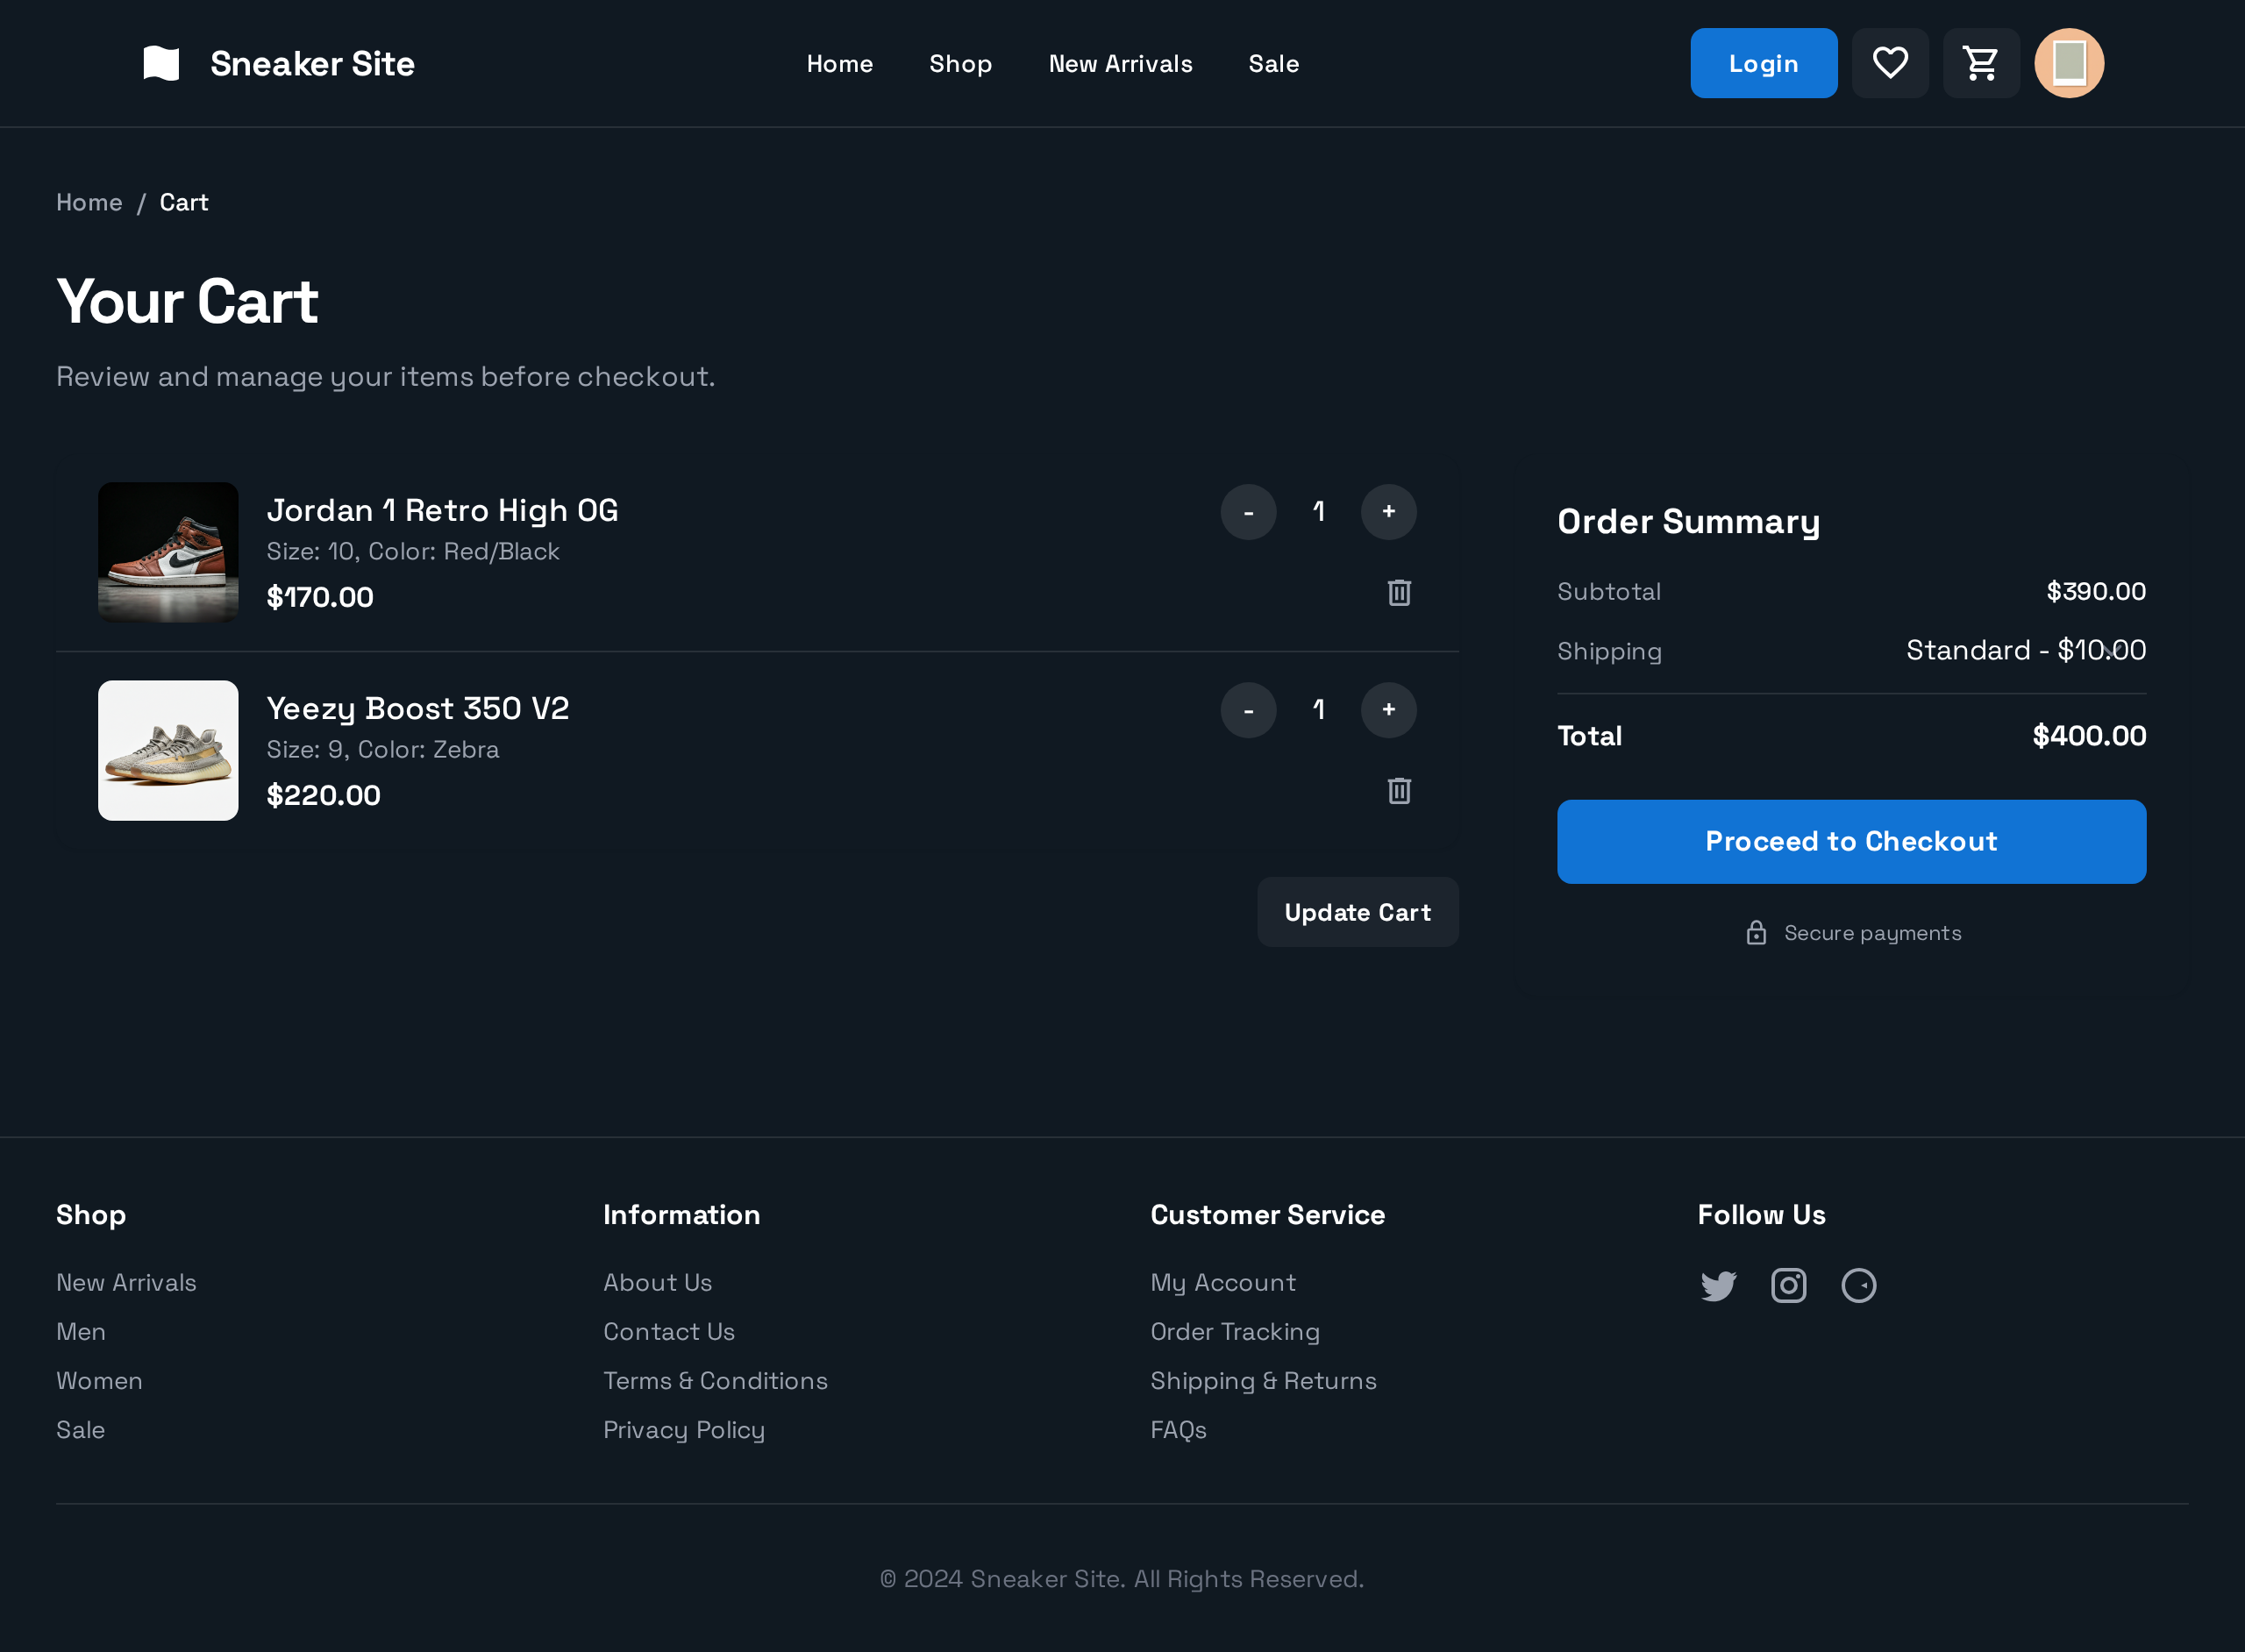 Sneaker Site
Home Shop New Arrivals Sale
Login
Home / Cart
Your Cart
Review and manage your items before checkout.
Jordan 1 Retro High OG
Size: 10, Color: Red/Black
$170.00
- 1 +
Yeezy Boost 350 V2
Size: 9, Color: Zebra
$220.00
- 1 +
Update Cart
Order Summary
Subtotal $390.00
Shipping Standard - $10.00
Total $400.00
Proceed to Checkout
Secure payments
Shop
New Arrivals
Men
Women
Sale
Information
About Us
Contact Us
Terms & Conditions
Privacy Policy
Customer Service
My Account
Order Tracking
Shipping & Returns
FAQs
Follow Us
© 2024 Sneaker Site. All Rights Reserved.